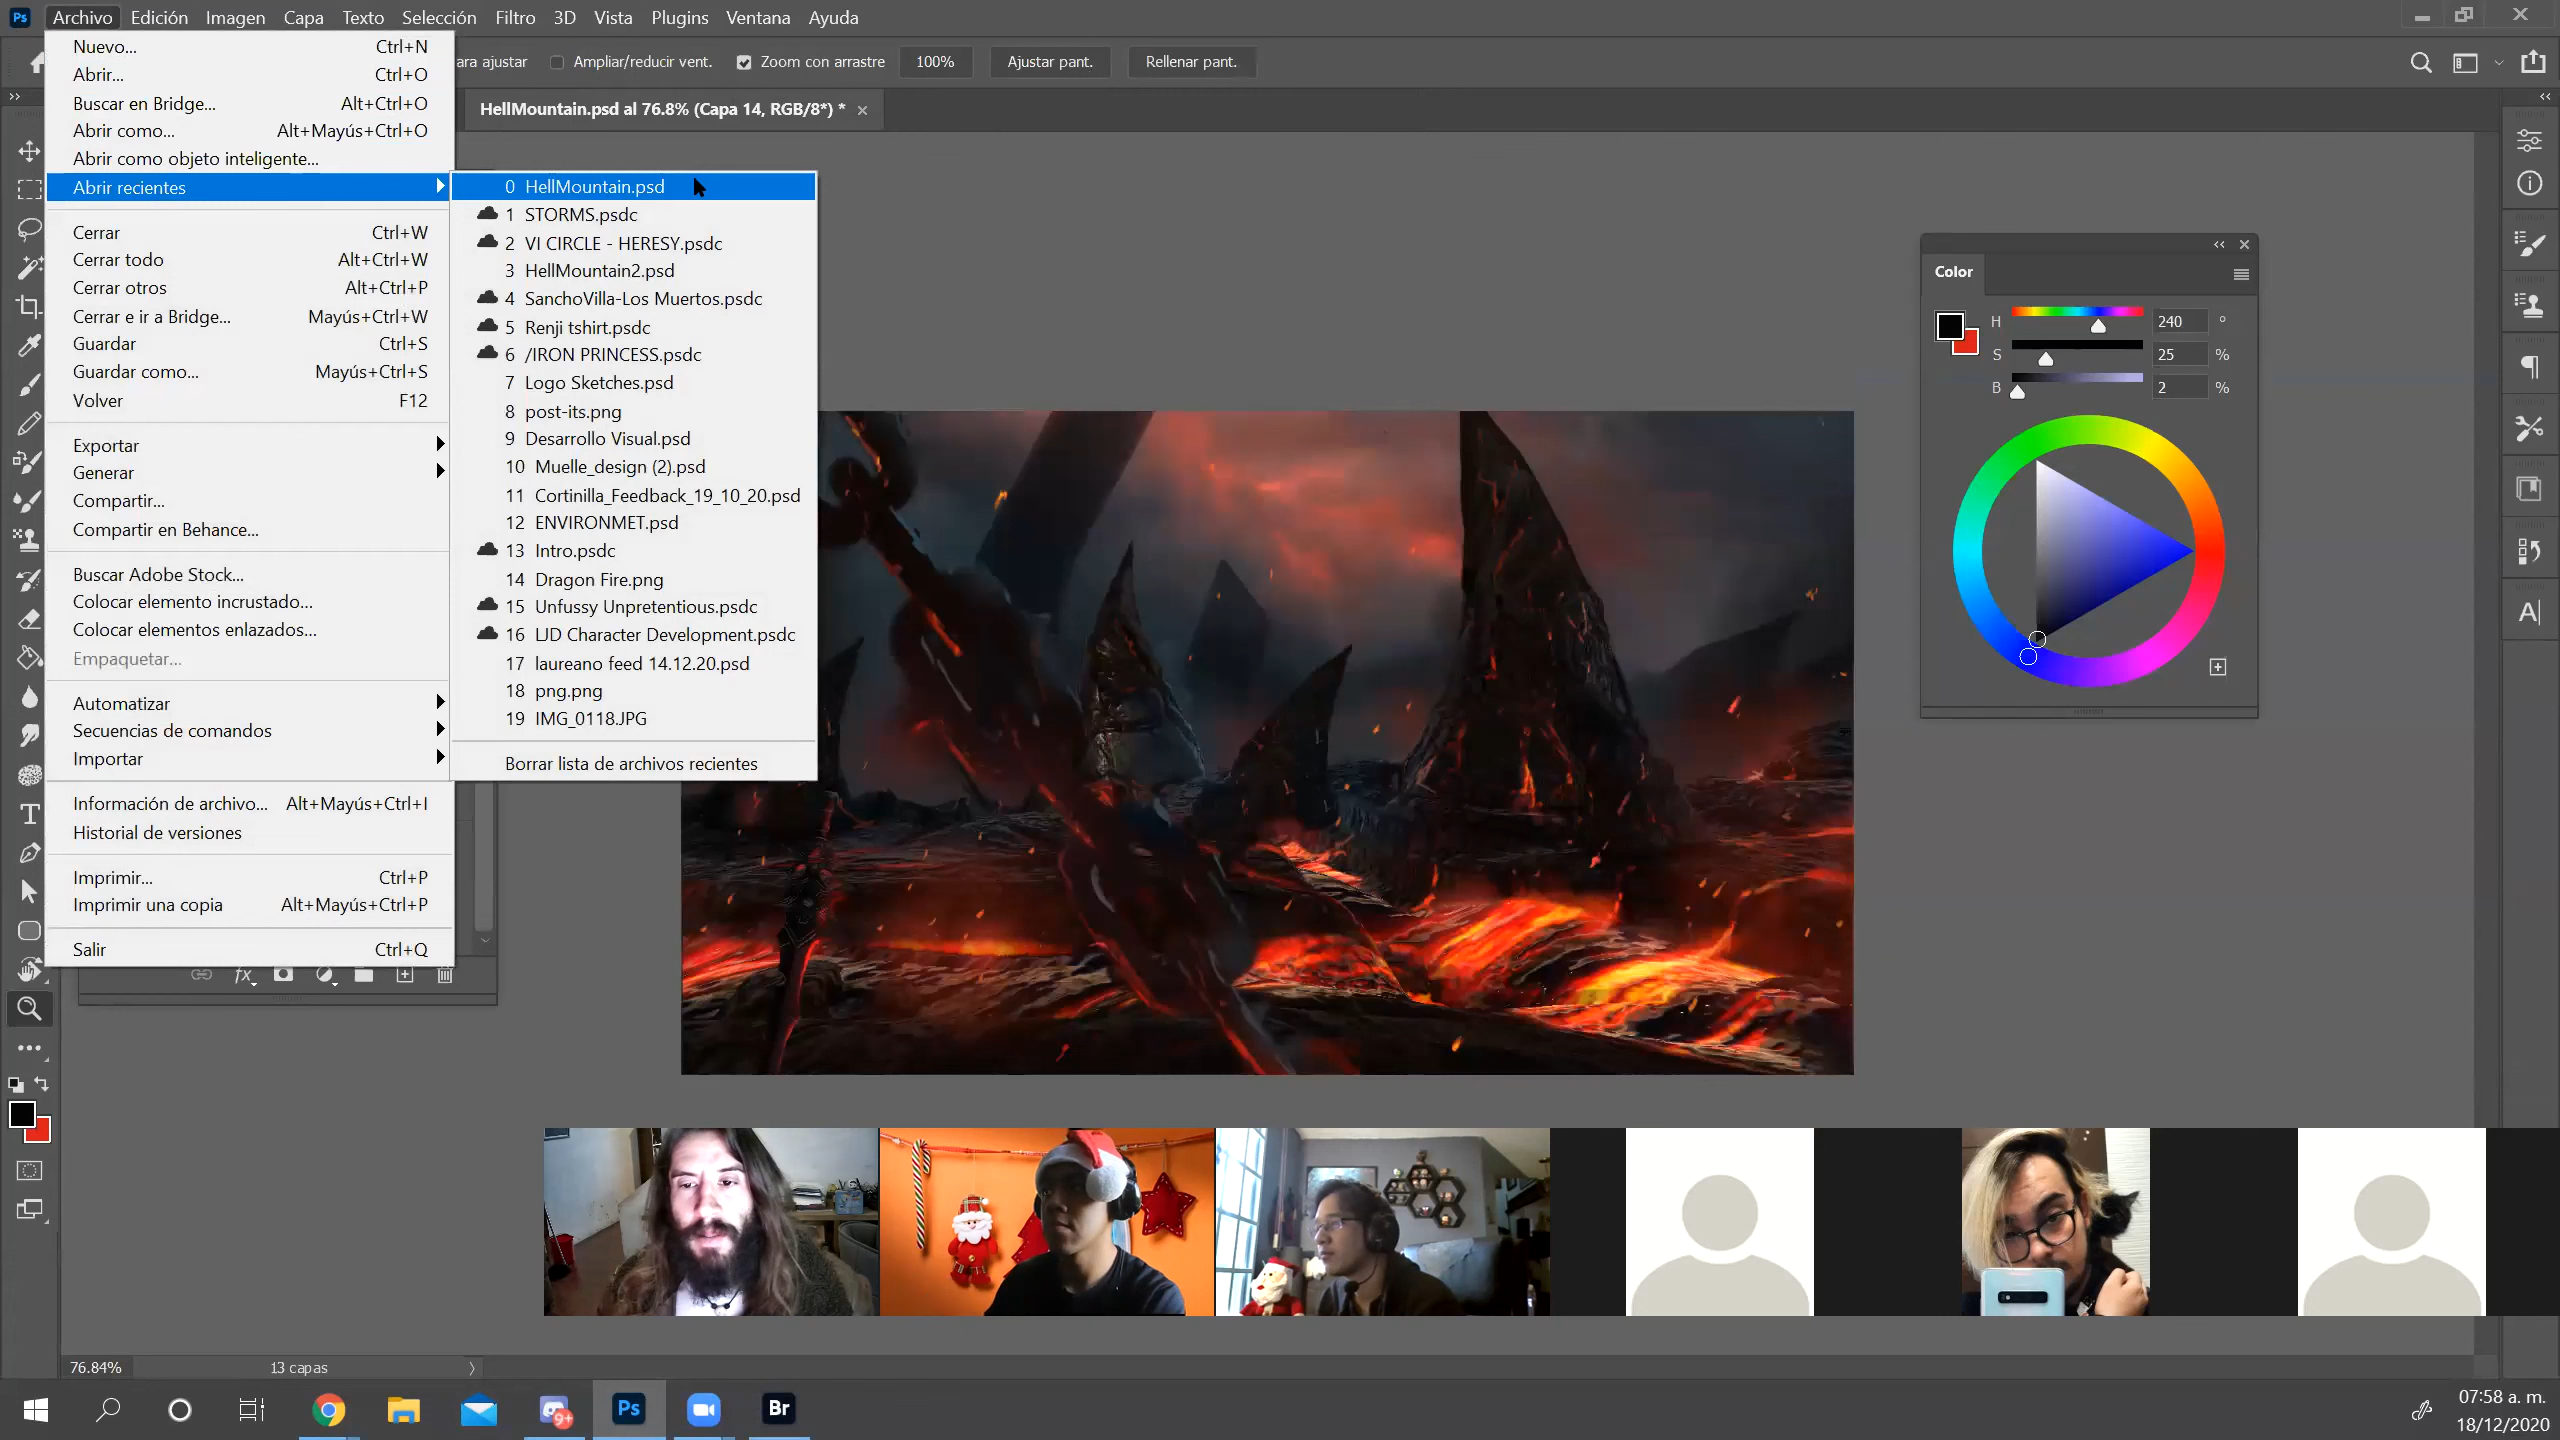 Ps Archivo Edición Imagen Capa Texto Filtro Selección 3D Vista Plugins Ventana Ayuda
ara ajustar Ampliar/reducir vent. Zoom con arrastre 100% Ajustar pant. Rellenar pant.
HellMountain.psd al 76.8% (Capa 14, RGB/8*) *
Nuevo... Ctrl+N
Abrir... Ctrl+O
Buscar en Bridge... Alt+Ctrl+O
Abrir como... Alt+Mayús+Ctrl+O
Abrir como objeto inteligente...
Abrir recientes
Cerrar Ctrl+W
Cerrar todo Alt+Ctrl+W
Cerrar otros Alt+Ctrl+P
Cerrar e ir a Bridge... Mayús+Ctrl+W
Guardar Ctrl+S
Guardar como... Mayús+Ctrl+S
Volver F12
Exportar
Generar
Compartir...
Compartir en Behance...
Buscar Adobe Stock...
Colocar elemento incrustado...
Colocar elementos enlazados...
Empaquetar...
Automatizar
Secuencias de comandos
Importar
Información de archivo... Alt+Mayús+Ctrl+I
Historial de versiones
Imprimir... Ctrl+P
Imprimir una copia Alt+Mayús+Ctrl+P
Salir Ctrl+Q
0 HellMountain.psd
1 STORMS.psdc
2 VI CIRCLE - HERESY.psdc
3 HellMountain2.psd
4 SanchoVilla-Los Muertos.psdc
5 Renji tshirt.psdc
6 /IRON PRINCESS.psdc
7 Logo Sketches.psd
8 post-its.png
9 Desarrollo Visual.psd
10 Muelle_design (2).psd
11 Cortinilla_Feedback_19_10_20.psd
12 ENVIRONMET.psd
13 Intro.psdc
14 Dragon Fire.png
15 Unfussy Unpretentious.psdc
16 LJD Character Development.psdc
17 laureano feed 14.12.20.psd
18 png.png
19 IMG_0118.JPG
Borrar lista de archivos recientes
Color
H 240 °
S 25 %
B 2 %
fx
76.84% 13 capas
9+ Ps Br
07:58 a. m.
18/12/2020